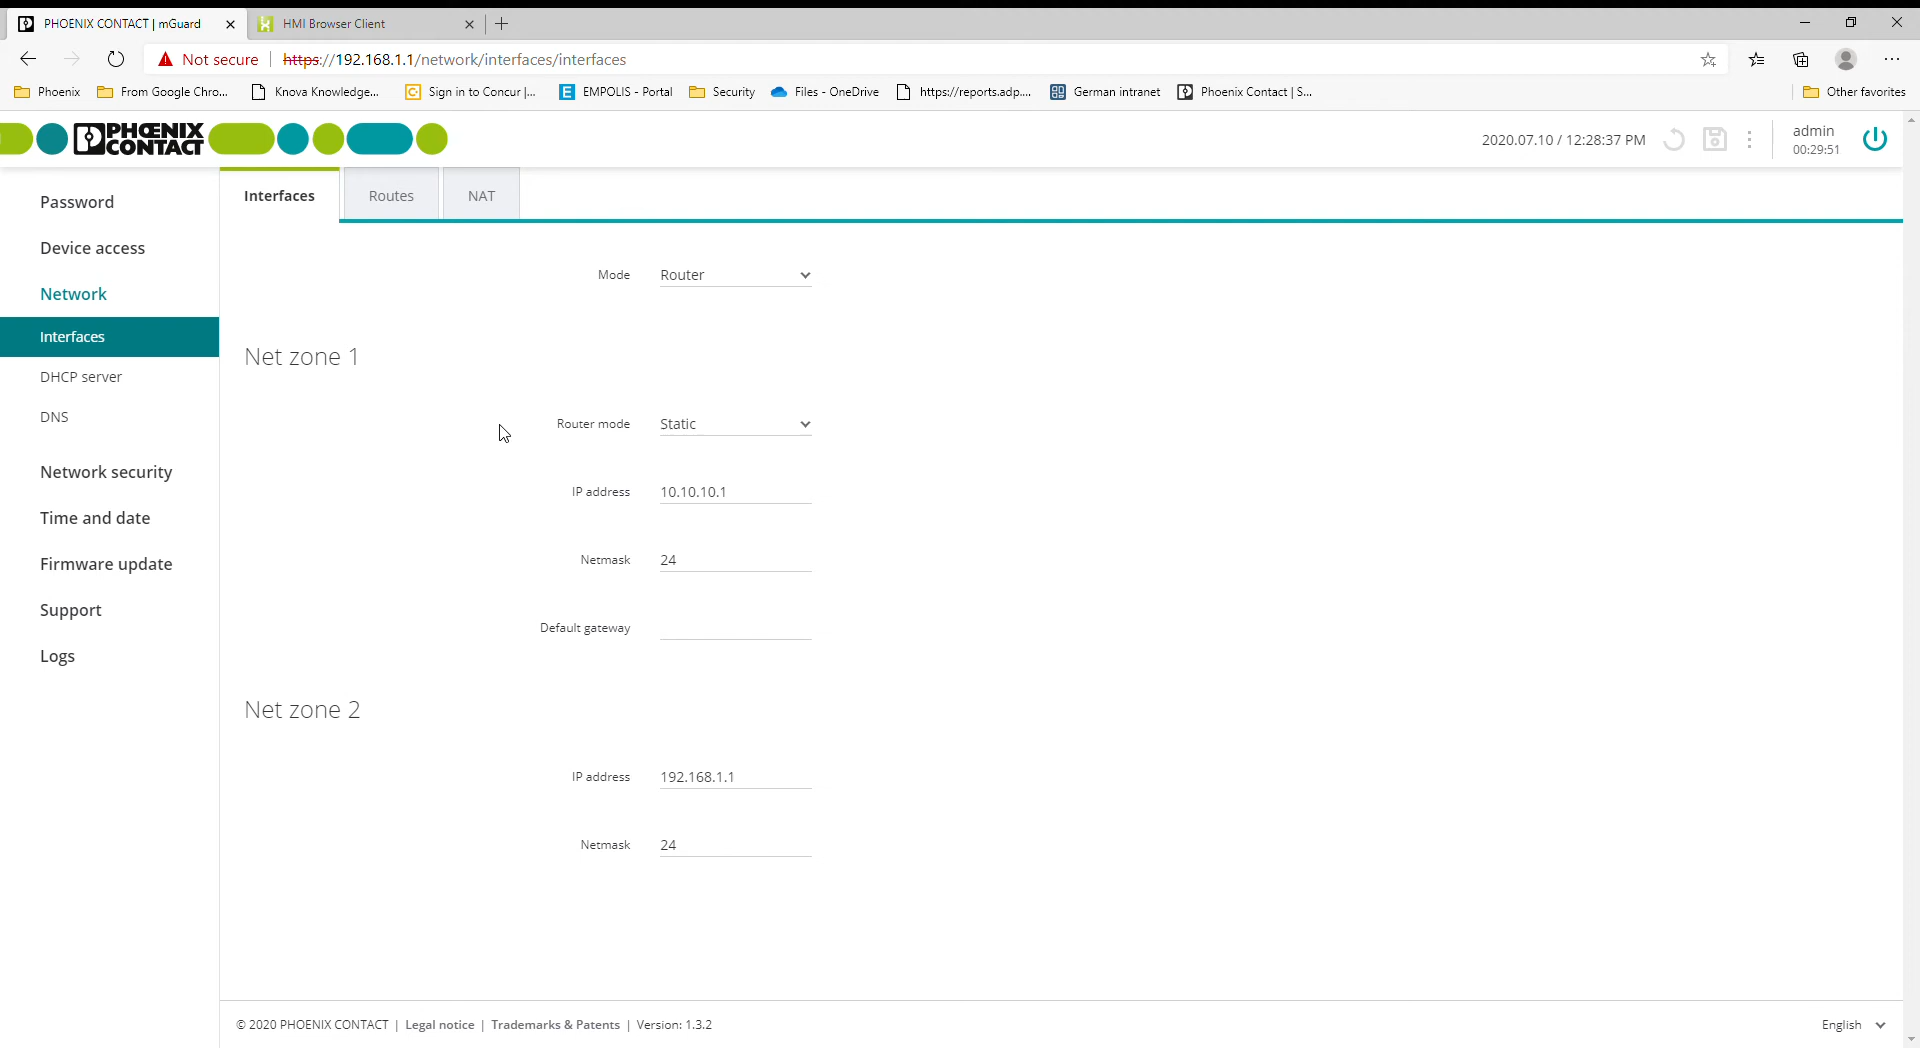 PHOENIX CONTACT | mGuard
HMI Browser Client
Not secure https://192.168.1.1/network/interfaces/interfaces
Phoenix From Google Chro... Knova Knowledge... Sign in to Concur |... EMPOLIS - Portal Security Files - OneDrive https://reports.adp.... German intranet Phoenix Contact | S... Other favorites
PHŒNIX
CONTACT
2020.07.10 / 12:28:37 PM
admin
00:29:51
Interfaces Routes NAT
Password
Device access
Network
Interfaces
DHCP server
DNS
Network security
Time and date
Firmware update
Support
Logs
Mode Router
Net zone 1
Router mode Static
IP address 10.10.10.1
Netmask 24
Default gateway
Net zone 2
IP address 192.168.1.1
Netmask 24
© 2020 PHOENIX CONTACT | Legal notice | Trademarks & Patents | Version: 1.3.2
English